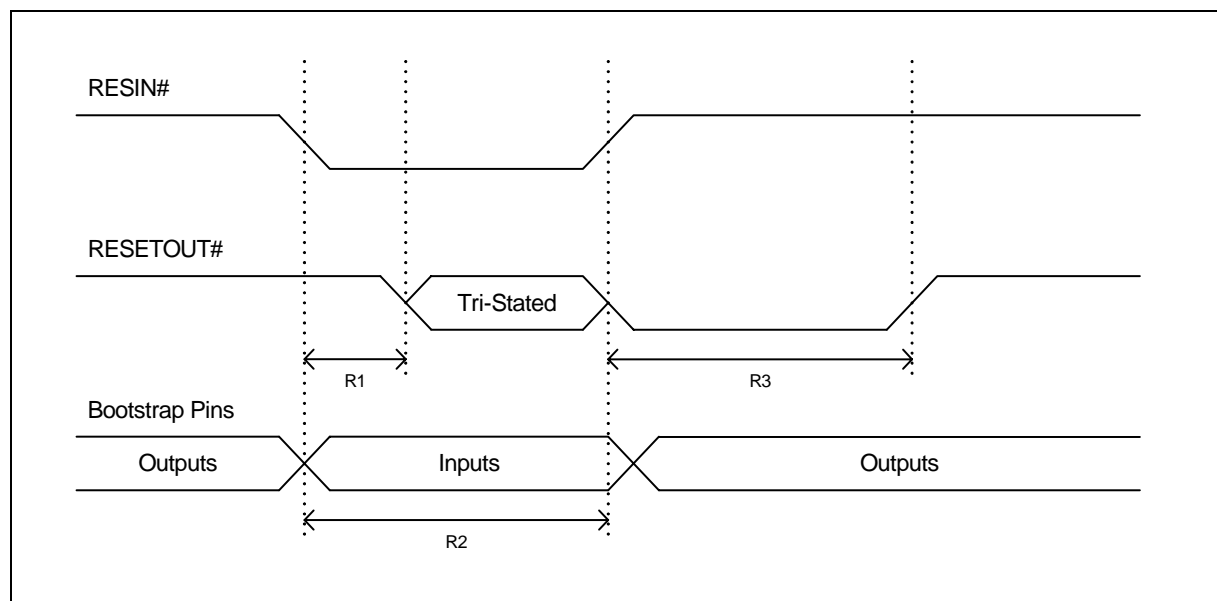 RESIN#
RESETOUT#
Tri-Stated
R1
R3
Bootstrap Pins
Outputs
Inputs
Outputs
R2